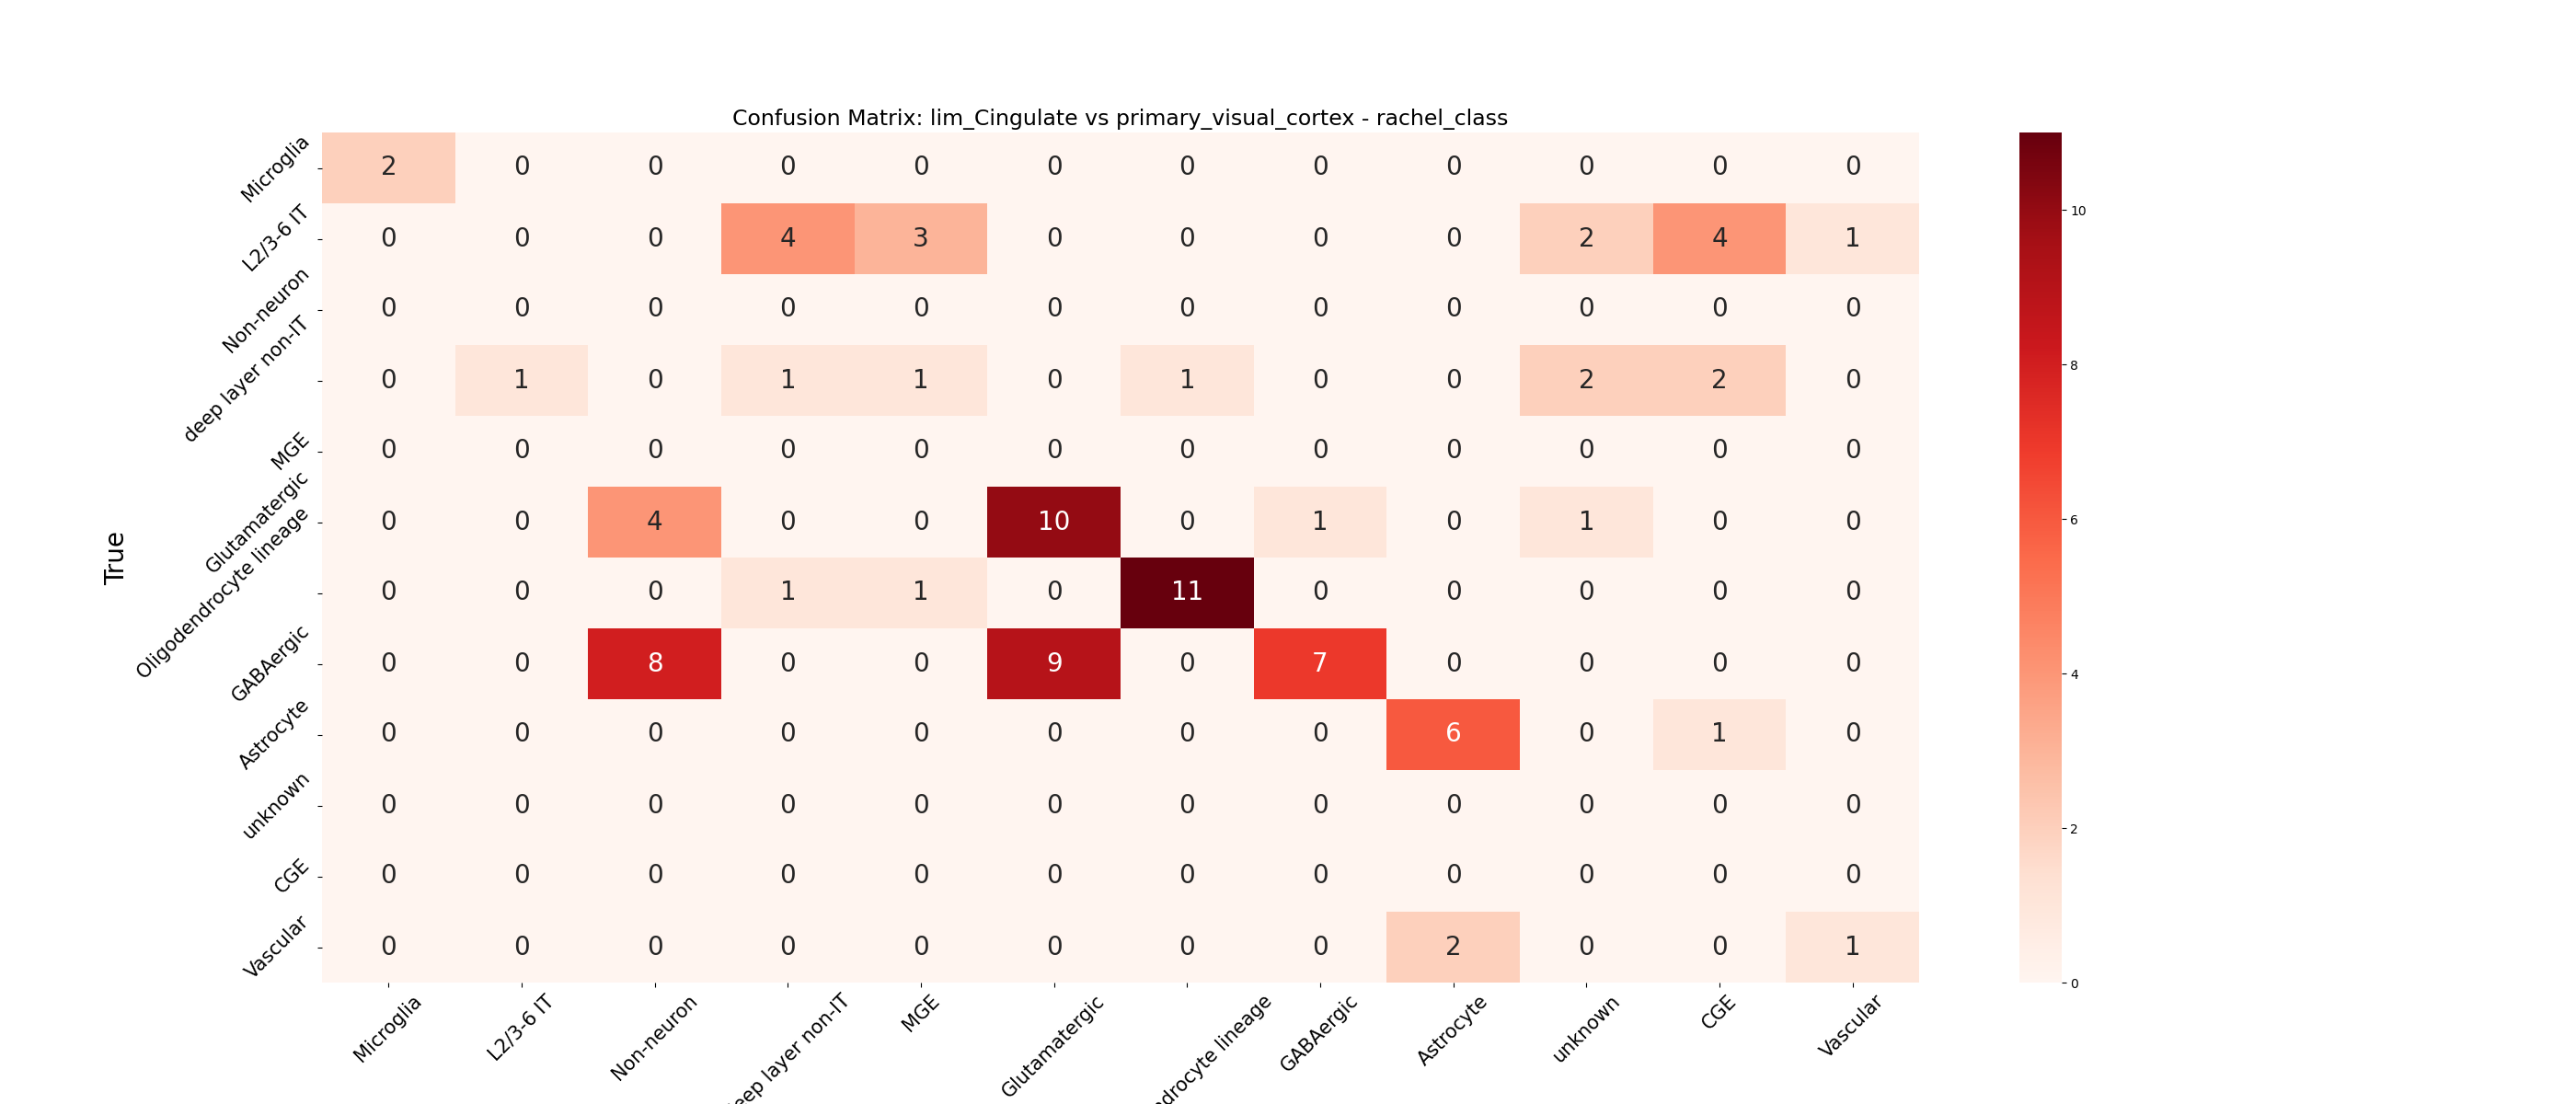 Confusion Matrix: lim_Cingulate vs primary_visual_cortex - rachel_class
True
Microglia 2 0 0 0 0 0 0 0 0 0 0 0
L2/3-6 IT 0 0 0 4 3 0 0 0 0 2 4 1
Non-neuron 0 0 0 0 0 0 0 0 0 0 0 0
deep layer non-IT 0 1 0 1 1 0 1 0 0 2 2 0
MGE 0 0 0 0 0 0 0 0 0 0 0 0
Glutamatergic 0 0 4 0 0 10 0 1 0 1 0 0
Oligodendrocyte lineage 0 0 0 1 1 0 11 0 0 0 0 0
GABAergic 0 0 8 0 0 9 0 7 0 0 0 0
Astrocyte 0 0 0 0 0 0 0 0 6 0 1 0
unknown 0 0 0 0 0 0 0 0 0 0 0 0
CGE 0 0 0 0 0 0 0 0 0 0 0 0
Vascular 0 0 0 0 0 0 0 0 2 0 0 1
Microglia L2/3-6 IT Non-neuron layer non-IT MGE Glutamatergic lineage GABAergic Astrocyte unknown CGE Vascular
10
8
6
4
2
0